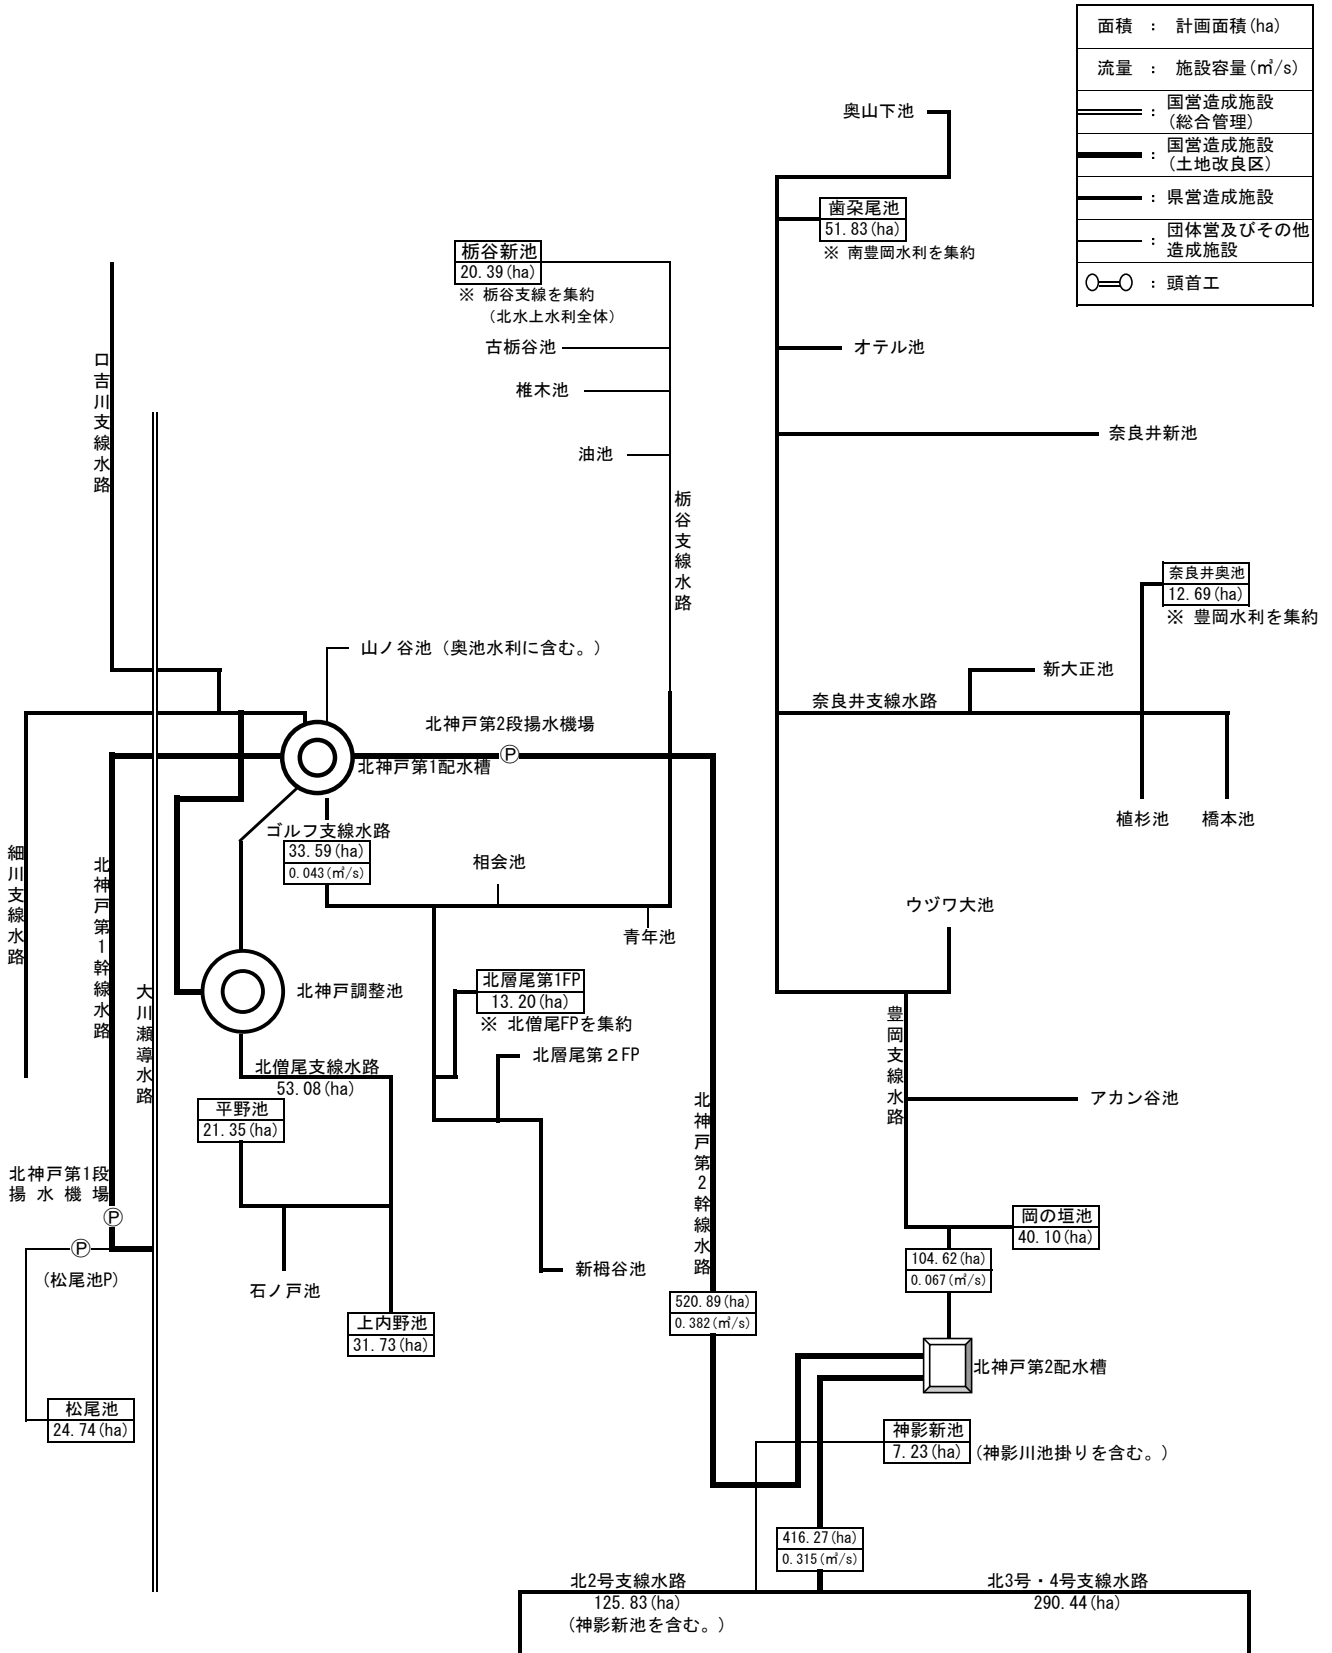 面積 : 計画面積(ha)
流量 : 施設容量(㎥/s)
: 国営造成施設
(総合管理)
: 国営造成施設
(土地改良区)
: 県営造成施設
: 団体営及びその他
造成施設
: 頭首工
奥山下池
歯朶尾池
51.83(ha)
※ 南豊岡水利を集約
栃谷新池
20.39(ha)
※ 栃谷支線を集約
(北水上水利全体)
古栃谷池
椎木池
油池
オテル池
奈良井新池
口吉川支線水路
栃谷支線水路
奈良井奥池
12.69(ha)
※ 豊岡水利を集約
山ノ谷池 (奥池水利に含む。)
新大正池
奈良井支線水路
北神戸第2段揚水機場
P
北神戸第1配水槽
植杉池
橋本池
ゴルフ支線水路
33.59(ha)
0.043(㎥/s)
相会池
青年池
細川支線水路
北神戸第1幹線水路
大川瀬導水路
ウヅワ大池
北神戸調整池
北層尾第1FP
13.20(ha)
※ 北僧尾FPを集約
北層尾第2FP
豊岡支線水路
北僧尾支線水路
53.08(ha)
平野池
21.35(ha)
アカン谷池
北神戸第2幹線水路
北神戸第1段
揚水機場
P
P
(松尾池P)
石ノ戸池
新栂谷池
岡の垣池
40.10(ha)
104.62(ha)
0.067(㎥/s)
520.89(ha)
0.382(㎥/s)
上内野池
31.73(ha)
北神戸第2配水槽
松尾池
24.74(ha)
神影新池
7.23(ha)
(神影川池掛りを含む。)
416.27(ha)
0.315(㎥/s)
北2号支線水路
125.83(ha)
(神影新池を含む。)
北3号・4号支線水路
290.44(ha)